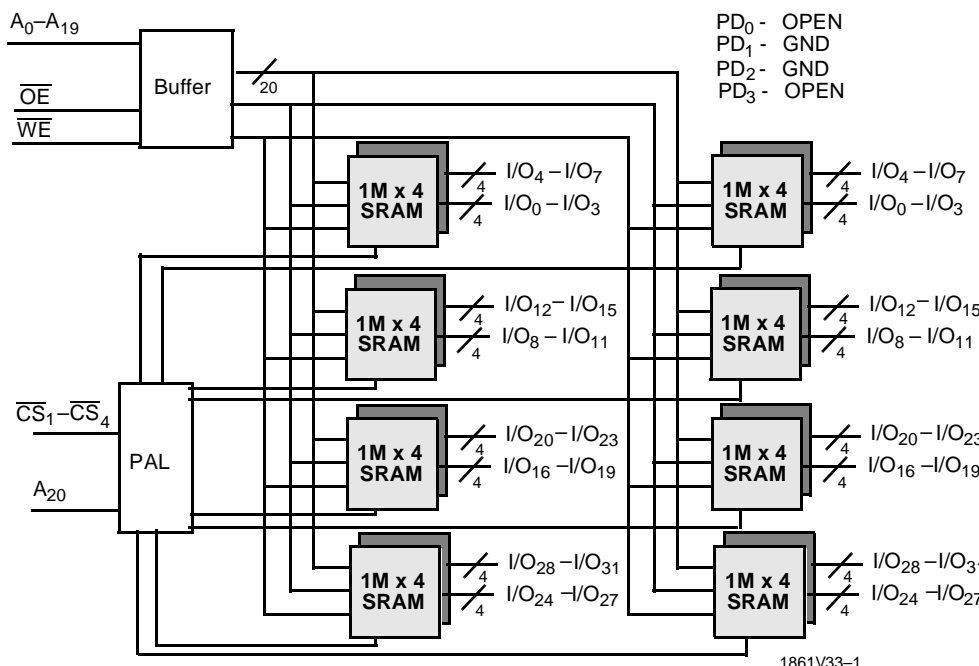 A₀–A₁₉
O̅E̅
W̅E̅
Buffer
20
PD₀- OPEN
PD₁- GND
PD₂- GND
PD₃- OPEN
1M x 4
SRAM
4
I/O₄–I/O₇
4
I/O₀–I/O₃
1M x 4
SRAM
4
I/O₄–I/O₇
4
I/O₀–I/O₃
1M x 4
SRAM
4
I/O₁₂–I/O₁₅
4
I/O₈–I/O₁₁
1M x 4
SRAM
4
I/O₁₂–I/O₁₅
4
I/O₈–I/O₁₁
C̅S̅₁–C̅S̅₄
PAL
A₂₀
1M x 4
SRAM
4
I/O₂₀–I/O₂₃
4
I/O₁₆–I/O₁₉
1M x 4
SRAM
4
I/O₂₀–I/O₂₃
4
I/O₁₆–I/O₁₉
1M x 4
SRAM
4
I/O₂₈–I/O₃₁
4
I/O₂₄–I/O₂₇
1M x 4
SRAM
4
I/O₂₈–I/O₃₁
4
I/O₂₄–I/O₂₇
1861V33–1